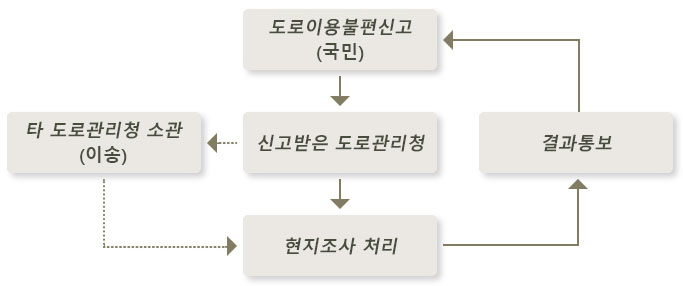 도로이용불편신고
(국민)
타 도로관리청 소관
(이송)
신고받은 도로관리청
결과통보
현지조사 처리